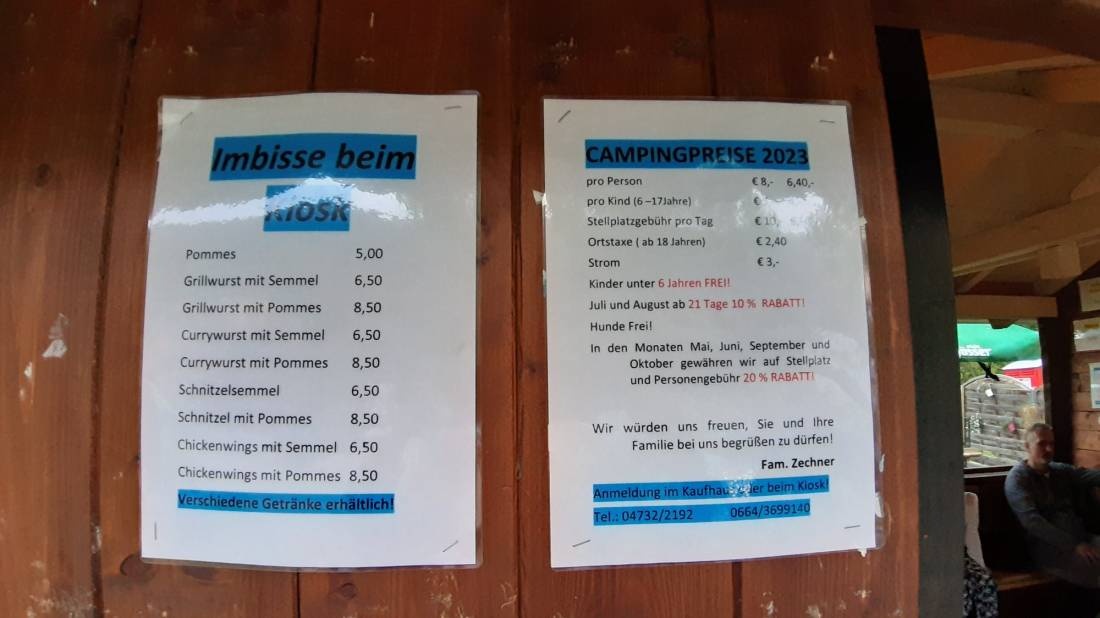 Imbisse beim
KIOSK
Pommes 5,00
Grillwurst mit Semmel 6,50
Grillwurst mit Pommes 8,50
Currywurst mit Semmel 6,50
Currywurst mit Pommes 8,50
Schnitzelsemmel 6,50
Schnitzel mit Pommes 8,50
Chickenwings mit Semmel 6,50
Chickenwings mit Pommes 8,50
Verschiedene Getränke erhältlich!
CAMPINGPREISE 2023
pro Person € 8,- 6,40,-
pro Kind (6 –17Jahre) €
Stellplatzgebühr pro Tag € 10,-
Ortstaxe ( ab 18 Jahren) € 2,40
Strom € 3,-
Kinder unter 6 Jahren FREI!
Juli und August ab 21 Tage 10 % RABATT!
Hunde Frei!
In den Monaten Mai, Juni, September und
Oktober gewähren wir auf Stellplatz
und Personengebühr 20 % RABATT!
Wir würden uns freuen, Sie und Ihre
Familie bei uns begrüßen zu dürfen!
Fam. Zechner
Anmeldung im Kaufhaus oder beim Kiosk!
Tel.: 04732/2192 0664/3699140